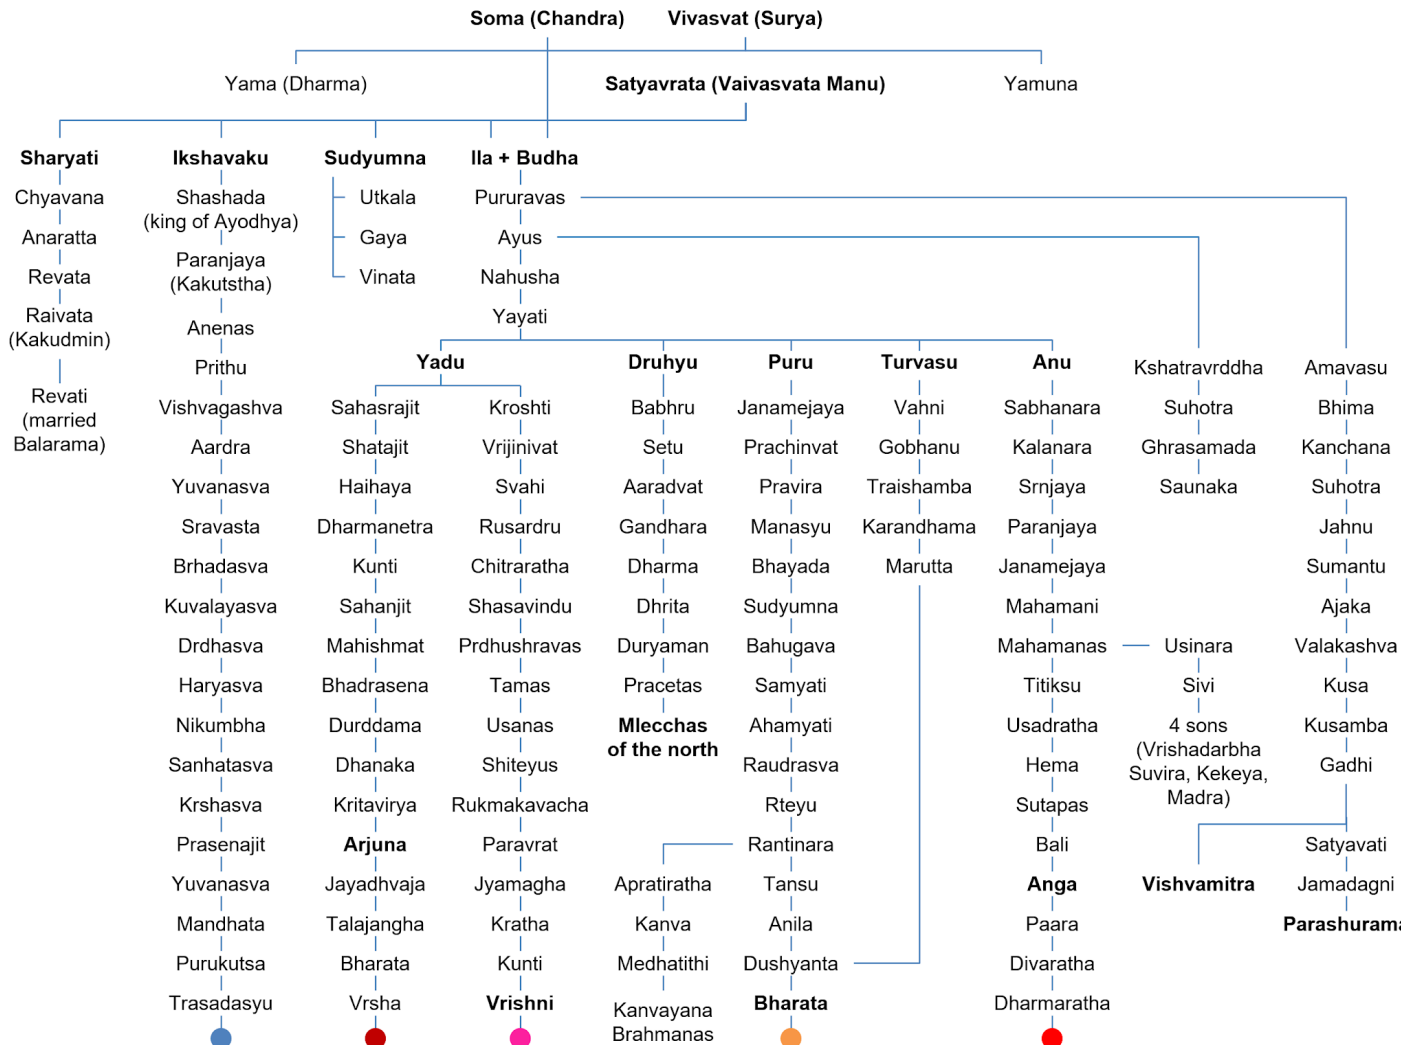 Soma (Chandra)
Vivasvat (Surya)
Yama (Dharma)
Satyavrata (Vaivasvata Manu)
Yamuna
Sharyati
Chyavana
Anaratta
Revata
Raivata
(Kakudmin)
Revati
(married
Balarama)
Ikshavaku
Shashada
(king of Ayodhya)
Paranjaya
(Kakutstha)
Anenas
Prithu
Vishvagashva
Aardra
Yuvanasva
Sravasta
Brhadasva
Kuvalayasva
Drdhasva
Haryasva
Nikumbha
Sanhatasva
Krshasva
Prasenajit
Yuvanasva
Mandhata
Purukutsa
Trasadasyu
Sudyumna
Utkala
Gaya
Vinata
Ila + Budha
Pururavas
Ayus
Nahusha
Yayati
Yadu
Sahasrajit
Shatajit
Haihaya
Dharmanetra
Kunti
Sahanjit
Mahishmat
Bhadrasena
Durddama
Dhanaka
Kritavirya
Arjuna
Jayadhvaja
Talajangha
Bharata
Vrsha
Kroshti
Vrijinivat
Svahi
Rusardru
Chitraratha
Shasavindu
Prdhushravas
Tamas
Usanas
Shiteyus
Rukmakavacha
Paravrat
Jyamagha
Kratha
Kunti
Vrishni
Druhyu
Babhru
Setu
Aaradvat
Gandhara
Dharma
Dhrita
Duryaman
Pracetas
Mlecchas
of the north
Apratiratha
Kanva
Medhatithi
Kanvayana
Brahmanas
Puru
Janamejaya
Prachinvat
Pravira
Manasyu
Bhayada
Sudyumna
Bahugava
Samyati
Ahamyati
Raudrasva
Rteyu
Rantinara
Tansu
Anila
Dushyanta
Bharata
Turvasu
Vahni
Gobhanu
Traishamba
Karandhama
Marutta
Anu
Sabhanara
Kalanara
Srnjaya
Paranjaya
Janamejaya
Mahamani
Mahamanas
Titiksu
Usadratha
Hema
Sutapas
Bali
Anga
Paara
Divaratha
Dharmaratha
Kshatravrddha
Suhotra
Ghrasamada
Saunaka
Usinara
Sivi
4 sons
(Vrishadarbha
Suvira, Kekeya,
Madra)
Vishvamitra
Amavasu
Bhima
Kanchana
Suhotra
Jahnu
Sumantu
Ajaka
Valakashva
Kusa
Kusamba
Gadhi
Satyavati
Jamadagni
Parashurama